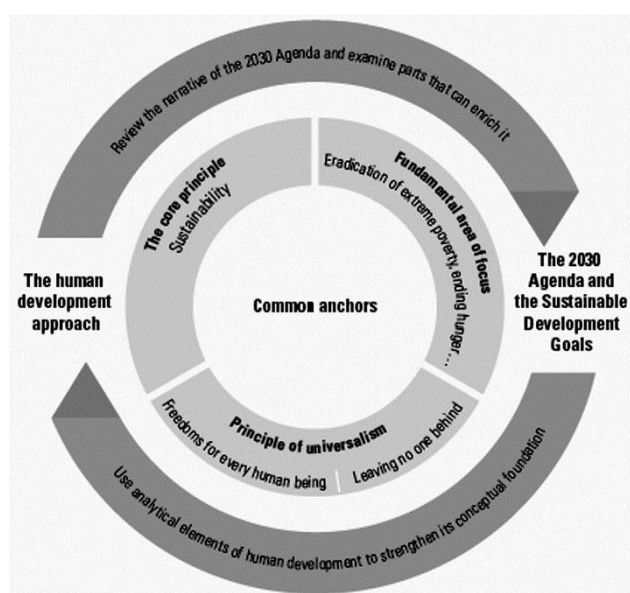 Review the narrative of the 2030 Agenda and examine parts that can enrich it
The core principle
Sustainability
Fundamental area of focus
Eradication of extreme poverty, ending hunger…
The human
development
approach
Common anchors
The 2030
Agenda and
the Sustainable
Development
Goals
Principle of universalism
Freedoms for every human being
Leaving no one behind
Use analytical elements of human development to strengthen its conceptual foundation